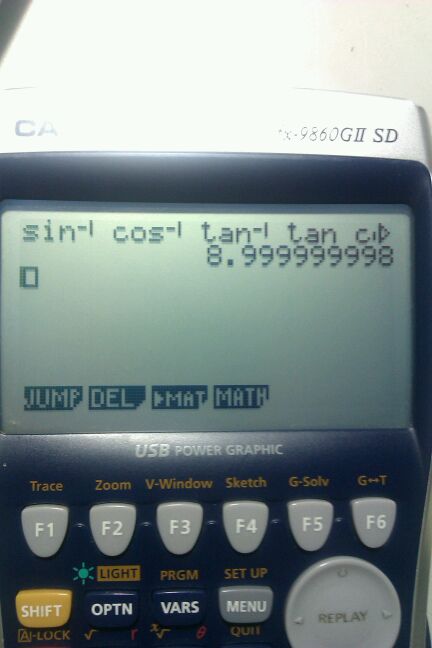 CA
fx-9860GII SD
sin⁻¹ cos⁻¹ tan⁻¹ tan c
8.999999998
JUMP DEL ▶MAT MATH
USB POWER GRAPHIC
Trace Zoom V-Window Sketch G-Solv G↔T
F1 F2 F3 F4 F5 F6
LIGHT PRGM SET UP
SHIFT OPTN VARS MENU
REPLAY
A-LOCK √ r ˣ√ θ QUIT